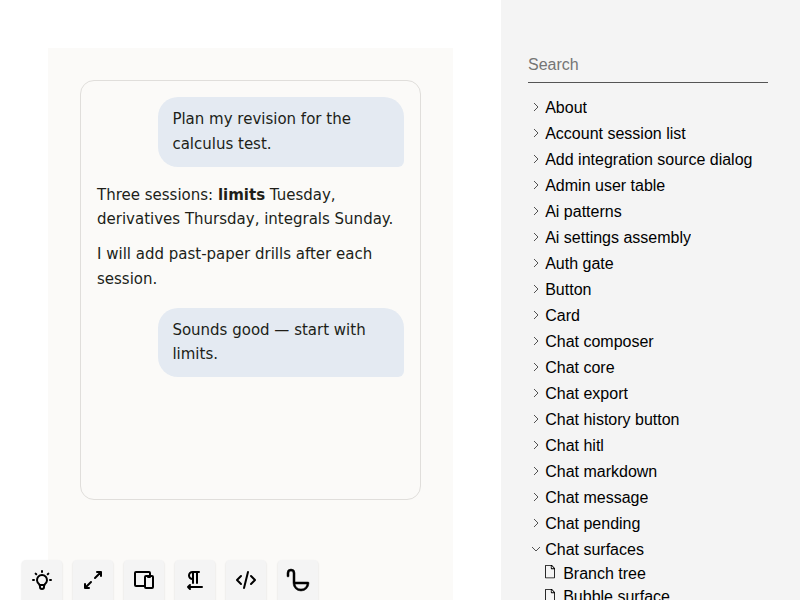 Plan my revision for the
calculus test.
Three sessions: limits Tuesday,
derivatives Thursday, integrals Sunday.
I will add past-paper drills after each
session.
Sounds good — start with
limits.
Search
About
Account session list
Add integration source dialog
Admin user table
Ai patterns
Ai settings assembly
Auth gate
Button
Card
Chat composer
Chat core
Chat export
Chat history button
Chat hitl
Chat markdown
Chat message
Chat pending
Chat surfaces
Branch tree
Bubble surface